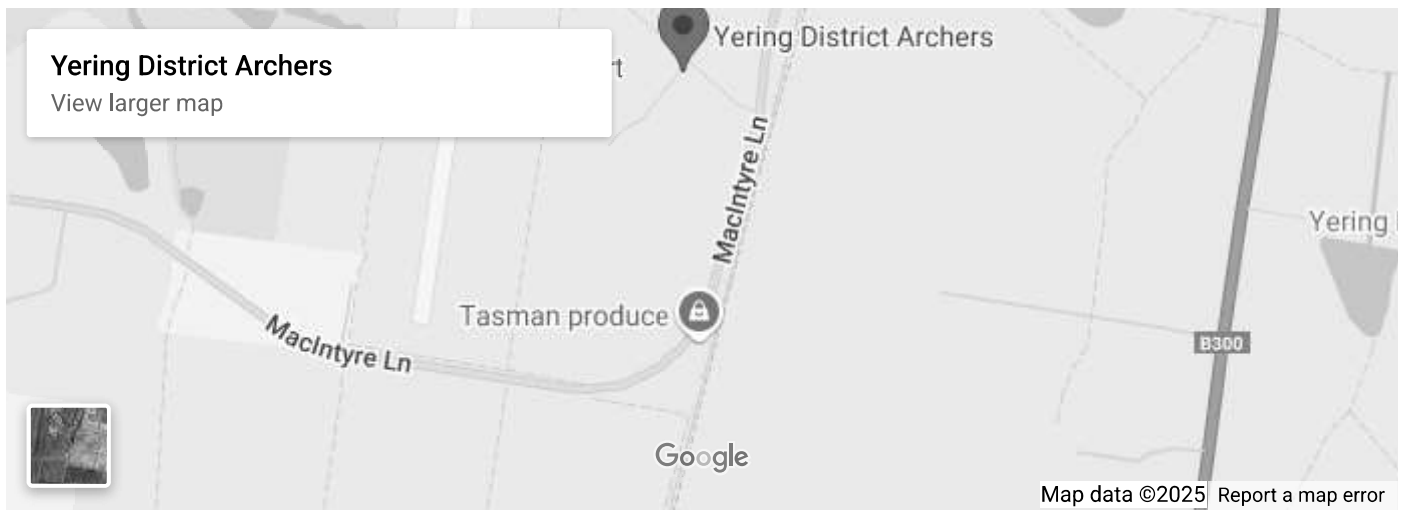 Yering District Archers
View larger map
Yering District Archers
MacIntyre Ln
Yering
Tasman produce
MacIntyre Ln
B300
Google
Map data ©2025
Report a map error